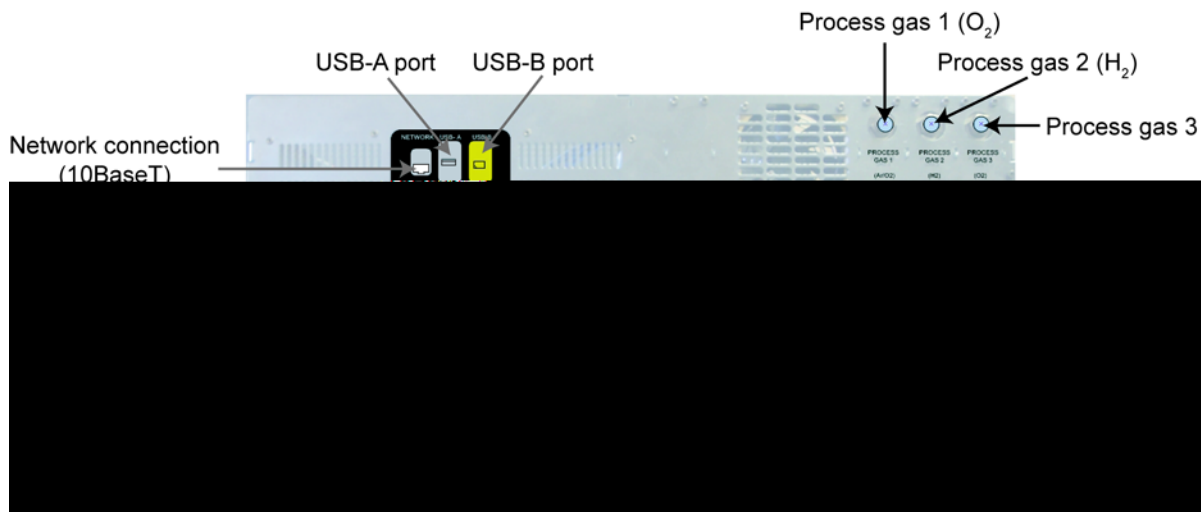 Process gas 1 (O₂)
USB-A port
USB-B port
Process gas 2 (H₂)
Process gas 3
Network connection
(10BaseT)
NETWORK
USB- A
USB-B
PROCESS
GAS 1
(Ar/O2)
PROCESS
GAS 2
(H2)
PROCESS
GAS 3
(O2)